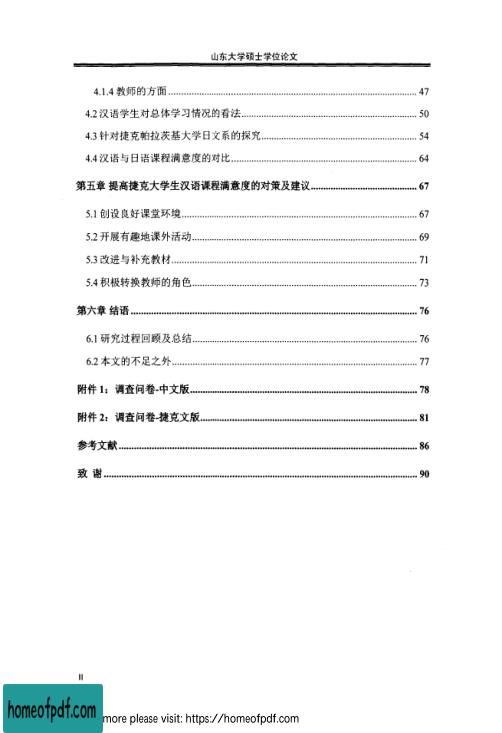 山东大学硕士学位论文
4.1.4 教师的方面 47
4.2 汉语学生对总体学习情况的看法 50
4.3 针对捷克帕拉茨基大学日文系的探究 54
4.4 汉语与日语课程满意度的对比 64
第五章 提高捷克大学生汉语课程满意度的对策及建议 67
5.1 创设良好课堂环境 67
5.2 开展有趣地课外活动 69
5.3 改进与补充教材 71
5.4 积极转换教师的角色 73
第六章 结语 76
6.1 研究过程回顾及总结 76
6.2 本文的不足之外 77
附件 1：调查问卷-中文版 78
附件 2：调查问卷-捷克文版 81
参考文献 86
致 谢 90
II
homeofpdf.com
more please visit: https://homeofpdf.com